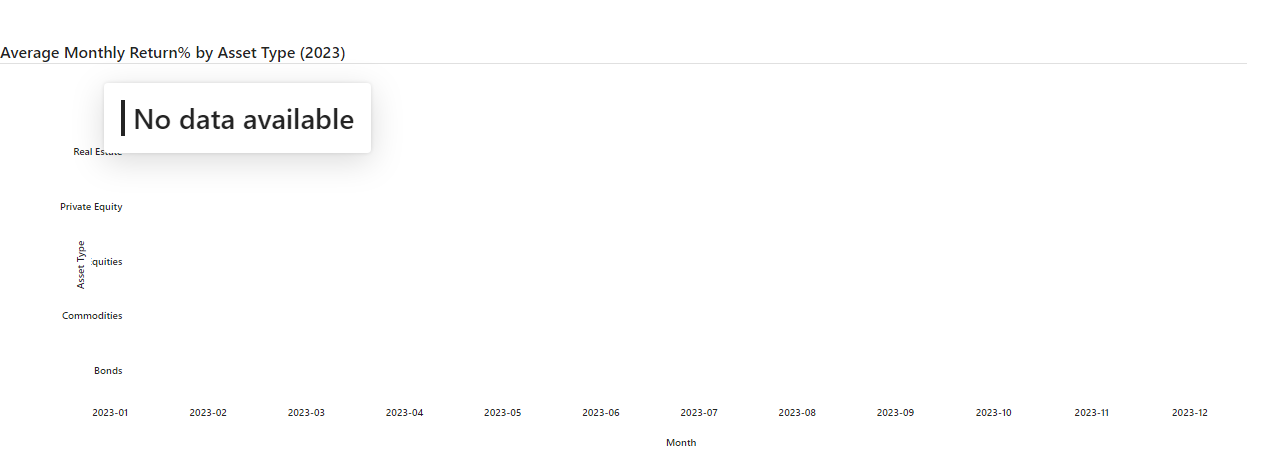 Average Monthly Return% by Asset Type (2023)
No data available
Real Estate
Private Equity
Asset Type
quities
Commodities
Bonds
2023-01 2023-02 2023-03 2023-04 2023-05 2023-06 2023-07 2023-08 2023-09 2023-10 2023-11 2023-12
Month